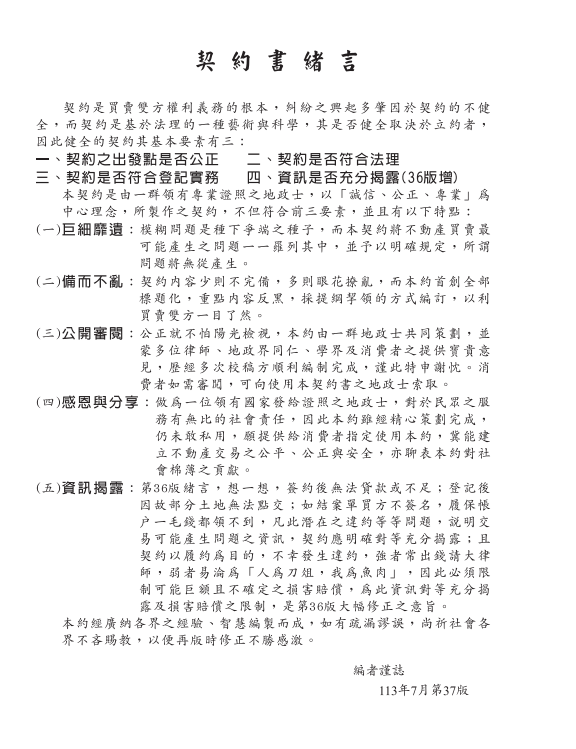 契約書緒言
契約是買賣雙方權利義務的根本，糾紛之興起多肇因於契約的不健
全，而契約是基於法理的一種藝術與科學，其是否健全取決於立約者，
因此健全的契約其基本要素有三：
一、契約之出發點是否公正　　二、契約是否符合法理
三、契約是否符合登記實務　　四、資訊是否充分揭露(36版增)
本契約是由一群領有專業證照之地政士，以「誠信、公正、專業」為
中心理念，所製作之契約，不但符合前三要素，並且有以下特點：
(一)巨細靡遺：模糊問題是種下爭端之種子，而本契約將不動產買賣最
可能產生之問題一一羅列其中，並予以明確規定，所謂
問題將無從產生。
(二)備而不亂：契約內容少則不完備，多則眼花撩亂，而本約首創全部
標題化，重點內容反黑，採提綱挈領的方式編訂，以利
買賣雙方一目了然。
(三)公開審閱：公正就不怕陽光檢視，本約由一群地政士共同策劃，並
蒙多位律師、地政界同仁、學界及消費者之提供寶貴意
見，歷經多次校稿方順利編制完成，謹此特申謝忱。消
費者如需審閱，可向使用本契約書之地政士索取。
(四)感恩與分享：做為一位領有國家發給證照之地政士，對於民眾之服
務有無比的社會責任，因此本約雖經精心策劃完成，
仍未敢私用，願提供給消費者指定使用本約，冀能建
立不動產交易之公平、公正與安全，亦聊表本約對社
會棉薄之貢獻。
(五)資訊揭露：第36版緒言，想一想，簽約後無法貸款或不足；登記後
因故部分土地無法點交；如結案單買方不簽名，履保帳
戶一毛錢都領不到，凡此潛在之違約等等問題，說明交
易可能產生問題之資訊，契約應明確對等充分揭露；且
契約以履約為目的，不幸發生違約，強者常出錢請大律
師，弱者易淪為「人為刀俎，我為魚肉」，因此必須限
制可能巨額且不確定之損害賠償，為此資訊對等充分揭
露及損害賠償之限制，是第36版大幅修正之意旨。
本約經廣納各界之經驗、智慧編製而成，如有疏漏謬誤，尚祈社會各
界不吝賜教，以便再版時修正不勝感激。
編者謹誌
113年7月第37版